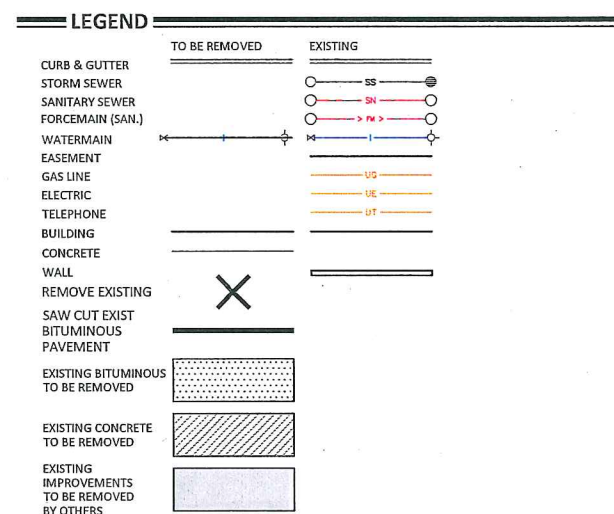 LEGEND
TO BE REMOVED EXISTING
CURB & GUTTER
STORM SEWER SS
SANITARY SEWER SN
FORCEMAIN (SAN.) > FM >
WATERMAIN I I
EASEMENT
GAS LINE UG
ELECTRIC UE
TELEPHONE UT
BUILDING
CONCRETE
WALL
REMOVE EXISTING
SAW CUT EXIST
BITUMINOUS
PAVEMENT
EXISTING BITUMINOUS
TO BE REMOVED
EXISTING CONCRETE
TO BE REMOVED
EXISTING
IMPROVEMENTS
TO BE REMOVED
BY OTHERS